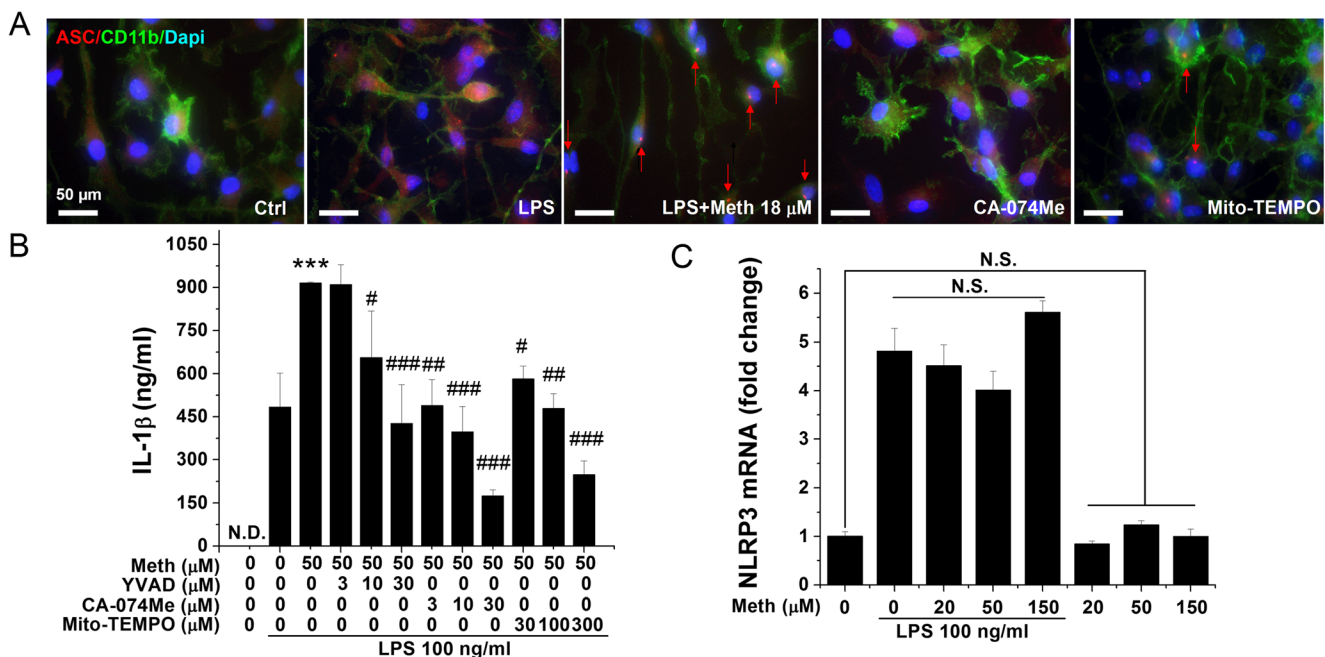 A
ASC/CD11b/Dapi
50 μm
Ctrl
LPS
LPS+Meth 18 μM
CA-074Me
Mito-TEMPO
B
IL-1β (ng/ml)
1050
900
750
600
450
300
150
0
N.D.
***
#
###
##
###
###
#
##
###
Meth (μM) 0 0 50 50 50 50 50 50 50 50 50 50
YVAD (μM) 0 0 0 3 10 30 0 0 0 0 0 0
CA-074Me (μM) 0 0 0 0 0 0 3 10 30 0 0 0
Mito-TEMPO (μM) 0 0 0 0 0 0 0 0 0 30 100 300
LPS 100 ng/ml
C
NLRP3 mRNA (fold change)
6
5
4
3
2
1
0
N.S.
N.S.
Meth (μM) 0 0 20 50 150 20 50 150
LPS 100 ng/ml